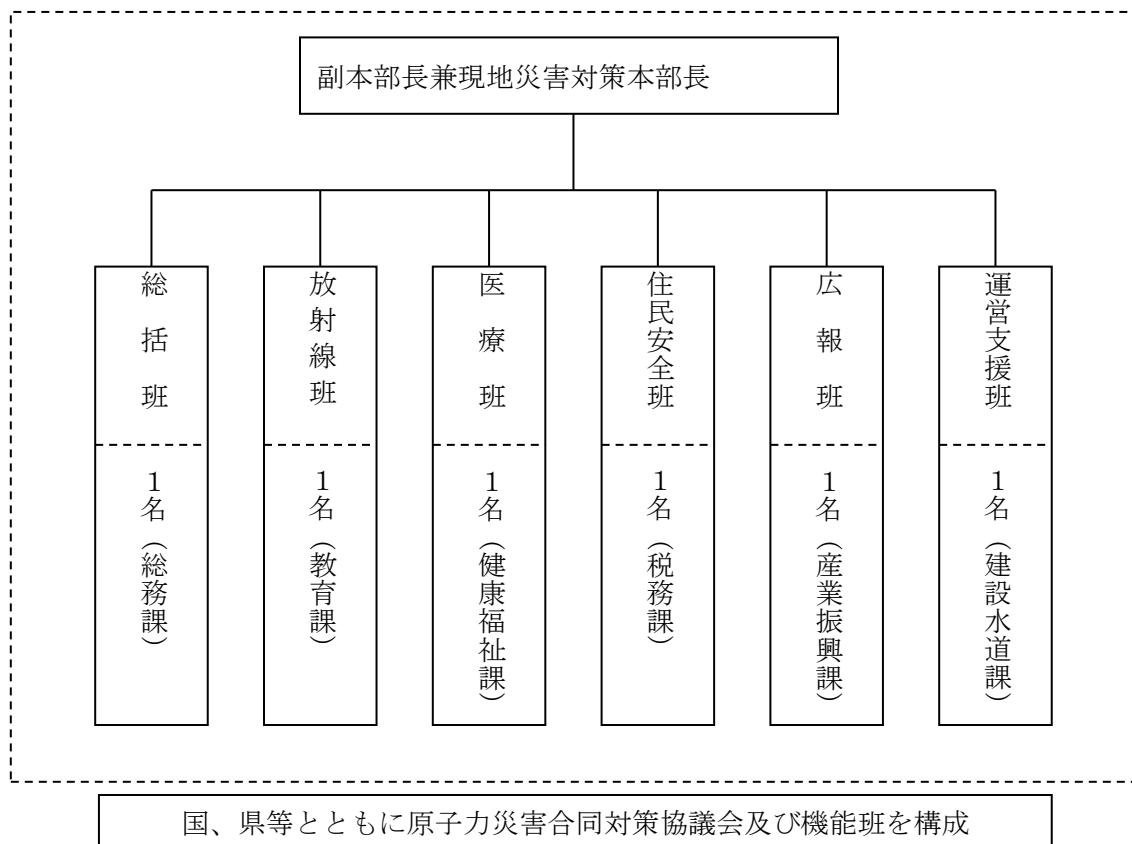 副本部長兼現地災害対策本部長
総括班
1名（総務課）
放射線班
1名（教育課）
医療班
1名（健康福祉課）
住民安全班
1名（税務課）
広報班
1名（産業振興課）
運営支援班
1名（建設水道課）
国、県等とともに原子力災害合同対策協議会及び機能班を構成